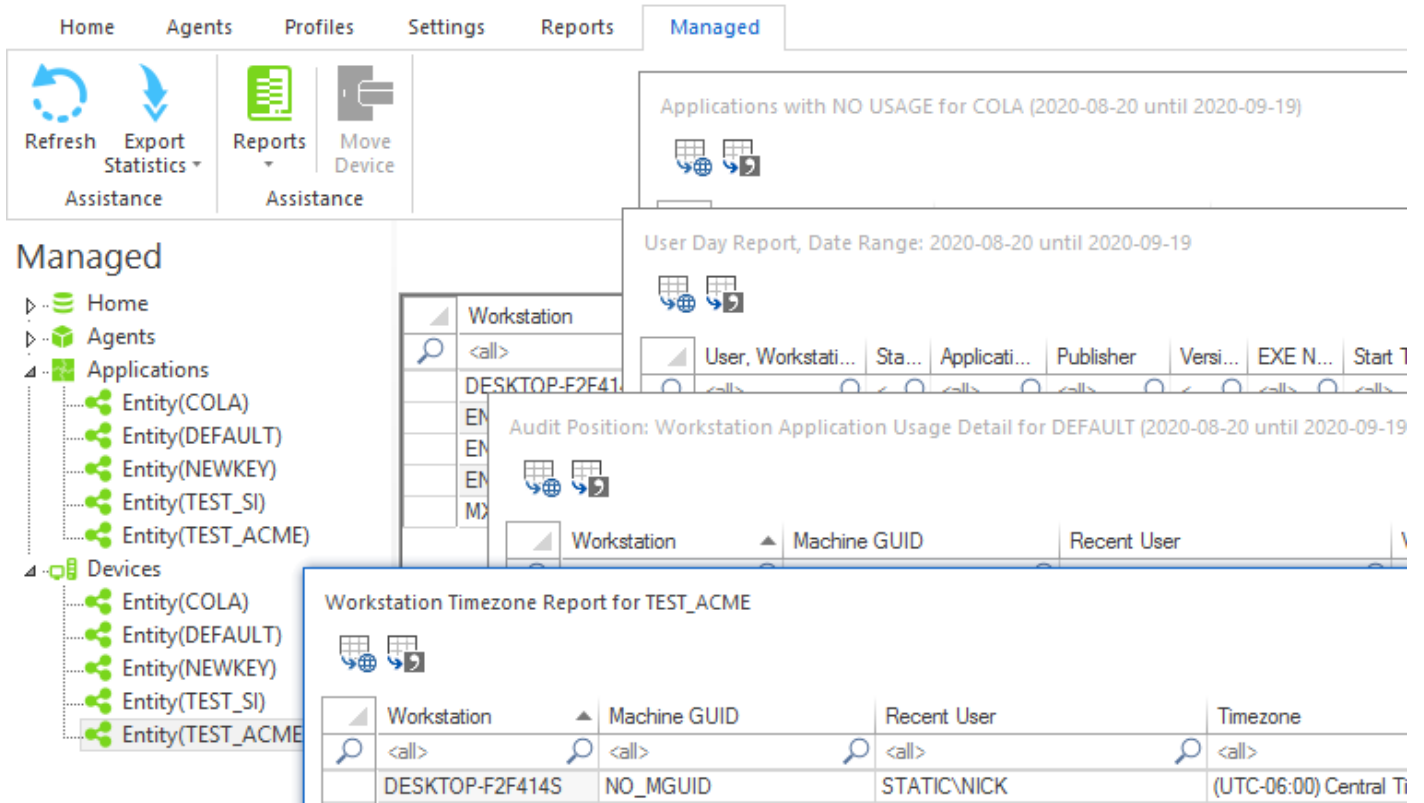 Home Agents Profiles Settings Reports Managed
Refresh Export Statistics Reports Move Device
Assistance Assistance
Applications with NO USAGE for COLA (2020-08-20 until 2020-09-19)
User Day Report, Date Range: 2020-08-20 until 2020-09-19
User, Workstati... Sta... Applicati... Publisher Versi... EXE N... Start T
Managed
Home
Agents
Applications
Entity(COLA)
Entity(DEFAULT)
Entity(NEWKEY)
Entity(TEST_SI)
Entity(TEST_ACME)
Devices
Entity(COLA)
Entity(DEFAULT)
Entity(NEWKEY)
Entity(TEST_SI)
Entity(TEST_ACME
Workstation
<all>
DESKTOP-F2F41
EN
EN
EN
MX
Audit Position: Workstation Application Usage Detail for DEFAULT (2020-08-20 until 2020-09-19
Workstation Machine GUID Recent User
Workstation Timezone Report for TEST_ACME
Workstation Machine GUID Recent User Timezone
<all> <all> <all> <all>
DESKTOP-F2F414S NO_MGUID STATIC\NICK (UTC-06:00) Central Ti